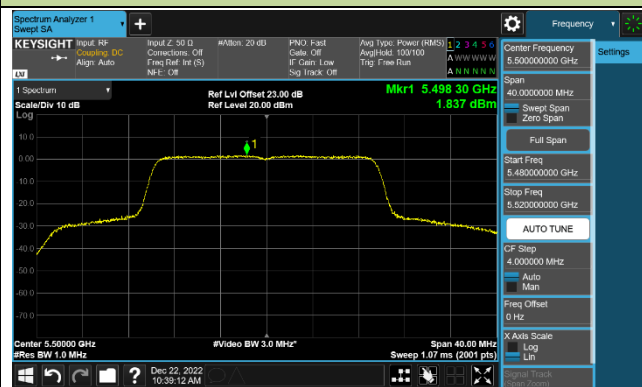 Spectrum Analyzer 1
Swept SA
Frequency
KEYSIGHT
Input: RF
Coupling: DC
Align: Auto
Input Z: 50 Ω
Corrections: Off
Freq Ref: Int (S)
NFE: Off
#Atten: 20 dB
PNO: Fast
Gate: Off
IF Gain: Low
Sig Track: Off
Avg Type: Power (RMS)
Avg|Hold: 100/100
Trig: Free Run
1 2 3 4 5 6
A W W W W W
A N N N N N
LXI
1 Spectrum
Scale/Div 10 dB
Log
Ref Lvl Offset 23.00 dB
Ref Level 20.00 dBm
Mkr1 5.498 30 GHz
1.837 dBm
1
10.0
0.00
-10.0
-20.0
-30.0
-40.0
-50.0
-60.0
-70.0
Center 5.50000 GHz
#Res BW 1.0 MHz
#Video BW 3.0 MHz*
Span 40.00 MHz
Sweep 1.07 ms (2001 pts)
Dec 22, 2022
10:39:12 AM
Center Frequency
5.500000000 GHz
Span
40.0000000 MHz
Swept Span
Zero Span
Full Span
Start Freq
5.480000000 GHz
Stop Freq
5.520000000 GHz
AUTO TUNE
CF Step
4.000000 MHz
Auto
Man
Freq Offset
0 Hz
X Axis Scale
Log
Lin
Signal Track
(Span Zoom)
Settings